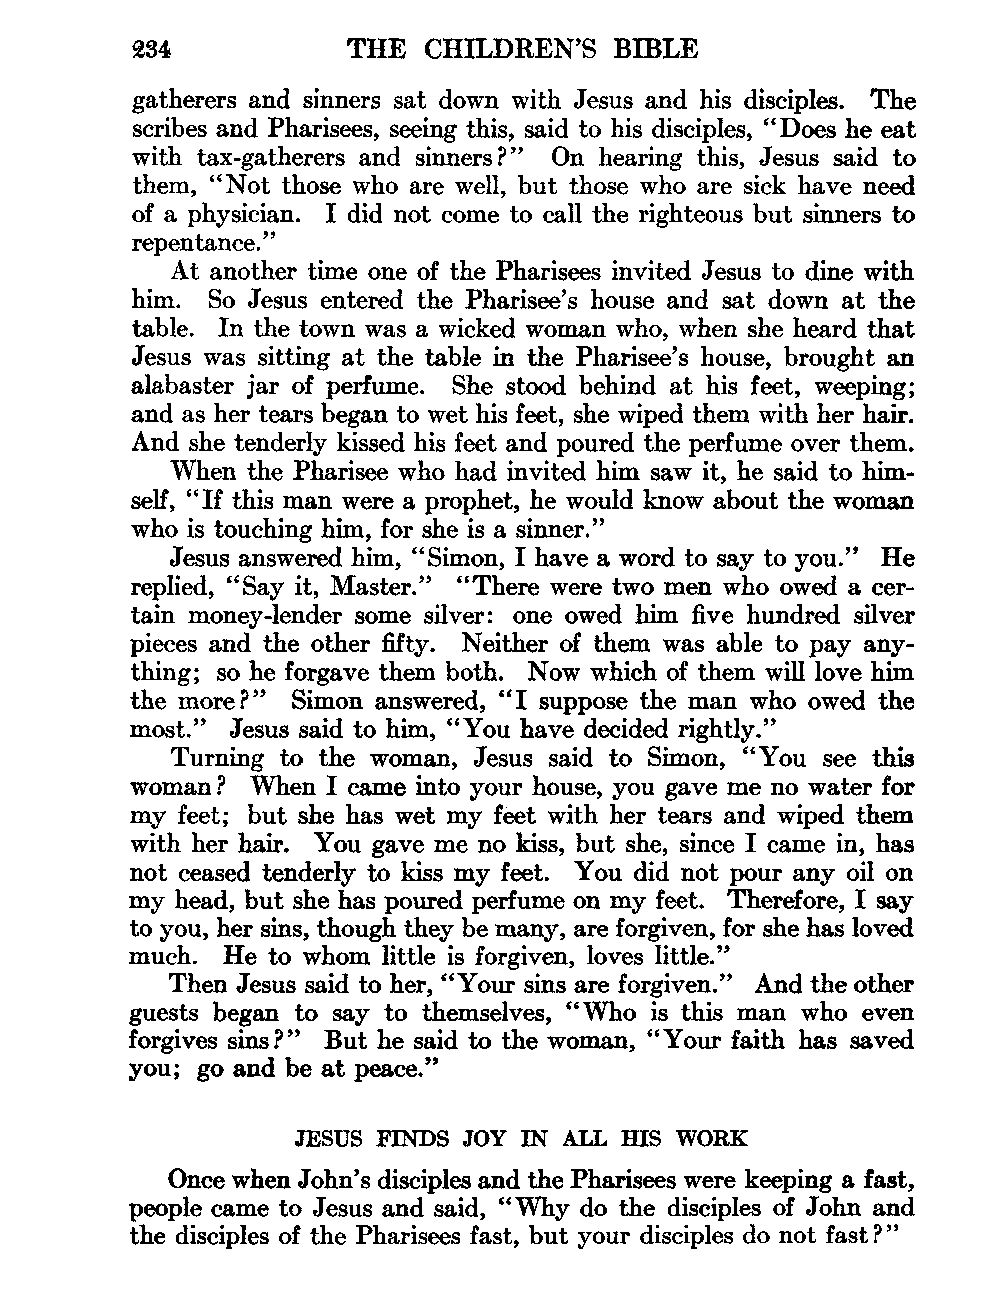 234 THE CHILDREN'S BIBLE
gatherers and sinners sat down with Jesus and his disciples. The
scribes and Pharisees, seeing this, said to his disciples, "Does he eat
with tax-gatherers and sinners?" On hearing this, Jesus said to
them, "Not those who are well, but those who are sick have need
of a physician. I did not come to call the righteous but sinners to
repentance."
At another time one of the Pharisees invited Jesus to dine with
him. So Jesus entered the Pharisee's house and sat down at the
table. In the town was a wicked woman who, when she heard that
Jesus was sitting at the table in the Pharisee's house, brought an
alabaster jar of perfume. She stood behind at his feet, weeping;
and as her tears began to wet his feet, she wiped them with her hair.
And she tenderly kissed his feet and poured the perfume over them.
When the Pharisee who had invited him saw it, he said to him-
self, "If this man were a prophet, he would know about the woman
who is touching him, for she is a sinner."
Jesus answered him, "Simon, I have a word to say to you." He
replied, "Say it, Master." "There were two men who owed a cer-
tain money-lender some silver: one owed him five hundred silver
pieces and the other fifty. Neither of them was able to pay any-
thing; so he forgave them both. Now which of them will love him
the more?" Simon answered, "I suppose the man who owed the
most." Jesus said to him, "You have decided rightly."
Turning to the woman, Jesus said to Simon, "You see this
woman? When I came into your house, you gave me no water for
my feet; but she has wet my feet with her tears and wiped them
with her hair. You gave me no kiss, but she, since I came in, has
not ceased tenderly to kiss my feet. You did not pour any oil on
my head, but she has poured perfume on my feet. Therefore, I say
to you, her sins, though they be many, are forgiven, for she has loved
much. He to whom little is forgiven, loves little."
Then Jesus said to her, "Your sins are forgiven." And the other
guests began to say to themselves, "Who is this man who even
forgives sins?" But he said to the woman, "Your faith has saved
you; go and be at peace."
JESUS FINDS JOY IN ALL HIS WORK
Once when John's disciples and the Pharisees were keeping a fast,
people came to Jesus and said, "Why do the disciples of John and
the disciples of the Pharisees fast, but your disciples do not fast?"